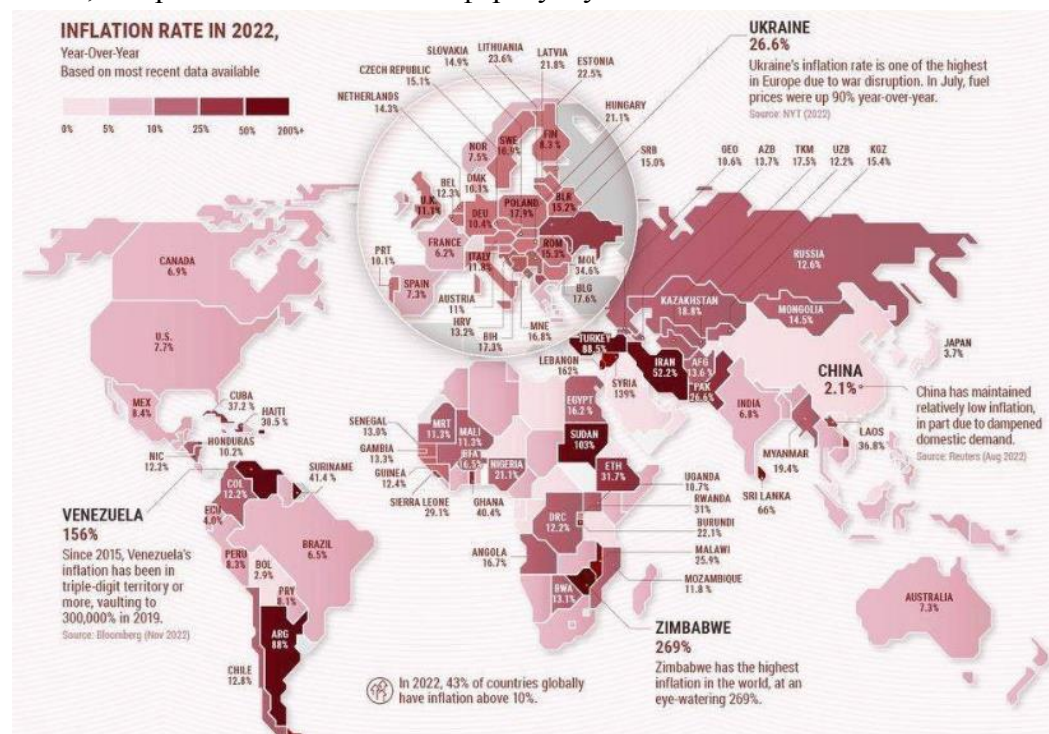 INFLATION RATE IN 2022,
Year-Over-Year
Based on most recent data available
0% 5% 10% 25% 50% 200%+
SLOVAKIA
14.9%
LITHUANIA
23.6%
LATVIA
21.8%
ESTONIA
22.5%
CZECH REPUBLIC
15.1%
NETHERLANDS
14.3%
HUNGARY
21.1%
UKRAINE
26.6%
Ukraine's inflation rate is one of the highest
in Europe due to war disruption. In July, fuel
prices were up 90% year-over-year.
Source: NYT (2022)
SRB
15.0%
GEO
10.6%
AZB
13.7%
TKM
17.5%
UZB
12.2%
KGZ
15.4%
NOR
7.5%
SWE
10.9%
FIN
8.3 %
BEL
12.3%
DMK
10.1%
U.K.
11.1%
DEU
10.4%
POLAND
17.9%
BLR
15.2%
FRANCE
6.2%
ITALY
11.8%
ROM
15.3%
MOL
34.6%
PRT
10.1%
SPAIN
7.3%
BLG
17.6%
AUSTRIA
11%
HRV
13.2%
BIH
17.3%
MNE
16.8%
CANADA
6.9%
U.S.
7.7%
MEX
8.4%
CUBA
37.2 %
HAITI
38.5 %
HONDURAS
10.2%
NIC
12.2%
SURINAME
41.4 %
COL
12.2%
ECU
4.0%
PERU
8.3%
BRAZIL
6.5%
BOL
2.9%
PRY
8.1%
ARG
88%
CHILE
12.8%
VENEZUELA
156%
Since 2015, Venezuela's
inflation has been in
triple-digit territory or
more, vaulting to
300,000% in 2019.
Source: Bloomberg (Nov 2022)
RUSSIA
12.6%
KAZAKHSTAN
18.8%
MONGOLIA
14.5%
TURKEY
88.5%
LEBANON
162%
SYRIA
139%
IRAN
52.2%
AFG
13.6 %
PAK
26.6%
INDIA
6.8%
JAPAN
3.7%
CHINA
2.1%
China has maintained
relatively low inflation,
in part due to dampened
domestic demand.
Source: Reuters (Aug 2022)
LAOS
36.8%
MYANMAR
19.4%
SRI LANKA
66%
SENEGAL
13.0%
GAMBIA
13.3%
GUINEA
12.4%
SIERRA LEONE
29.1%
MRT
11.3%
MALI
11.3%
BFA
16.5%
GHANA
40.4%
NIGERIA
21.1%
EGYPT
16.2 %
SUDAN
103%
ETH
31.7%
UGANDA
10.7%
RWANDA
31%
BURUNDI
22.1%
MALAWI
25.9%
MOZAMBIQUE
11.8 %
DRC
12.2%
ANGOLA
16.7%
BWA
13.1%
ZIMBABWE
269%
Zimbabwe has the highest
inflation in the world, at an
eye-watering 269%.
AUSTRALIA
7.3%
In 2022, 43% of countries globally
have inflation above 10%.